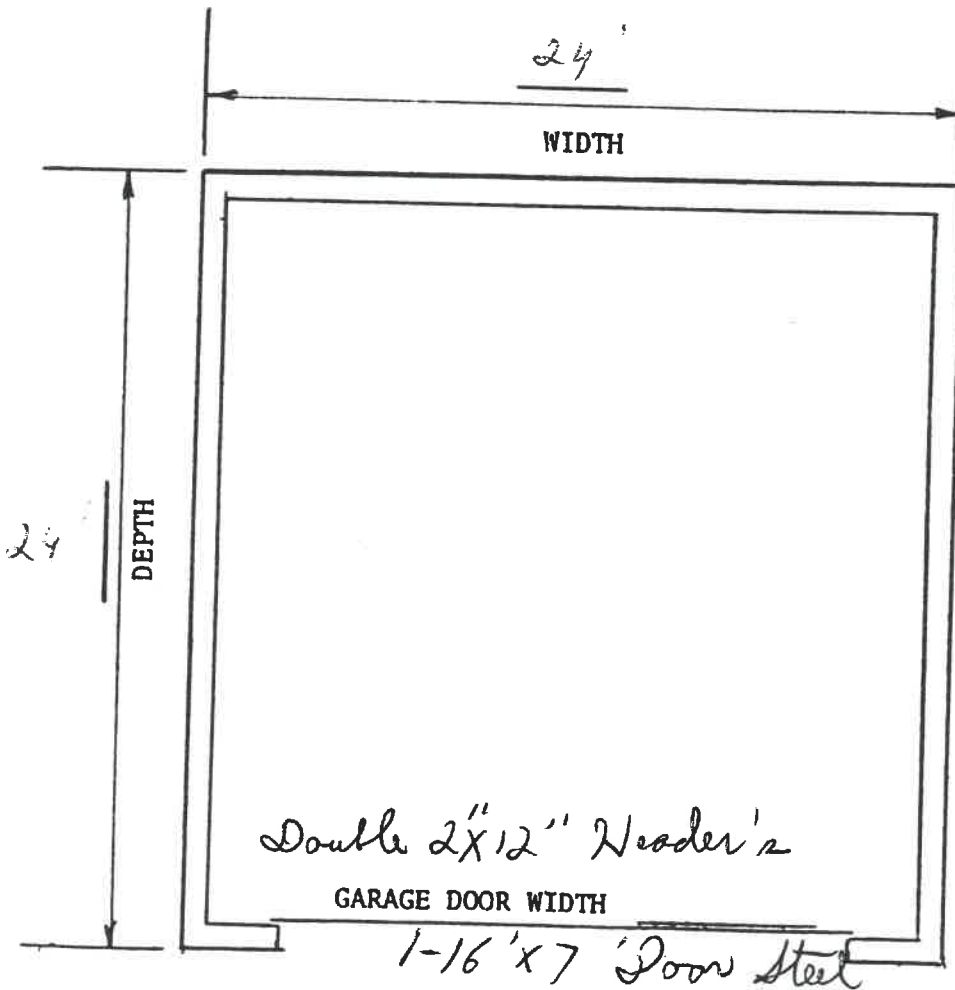 24'
WIDTH
24'
DEPTH
Double 2"X12" Header's
GARAGE DOOR WIDTH
1-16'X7' Door Steel